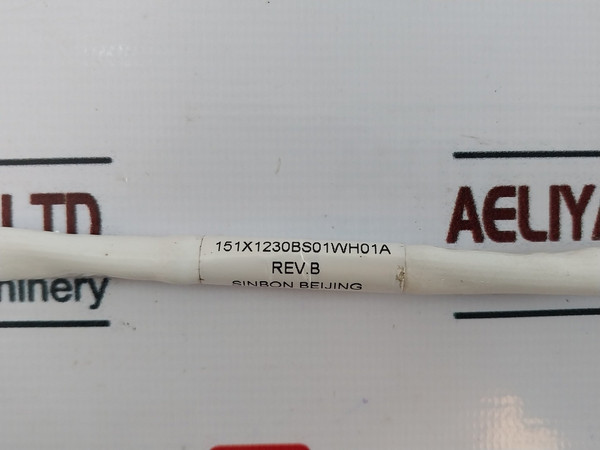 LTD
AELIYA
151X1230BS01WH01A
REV.B
SINBON BEIJING
hinery